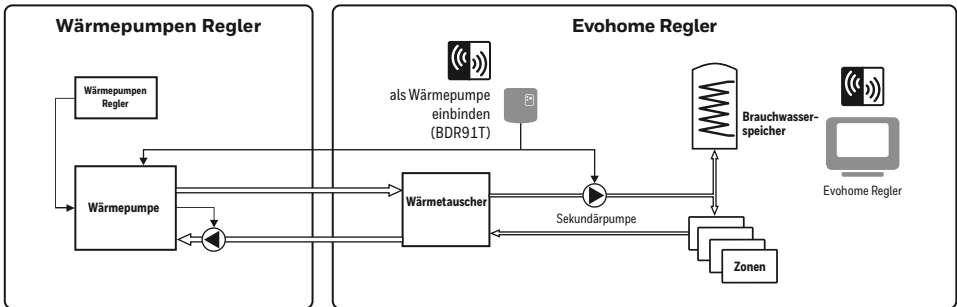 Wärmepumpen Regler
Evohome Regler
Wärmepumpen
Regler
als Wärmepumpe
einbinden
(BDR91T)
Brauchwasser-
speicher
Evohome Regler
Wärmepumpe
Wärmetauscher
Sekundärpumpe
Zonen